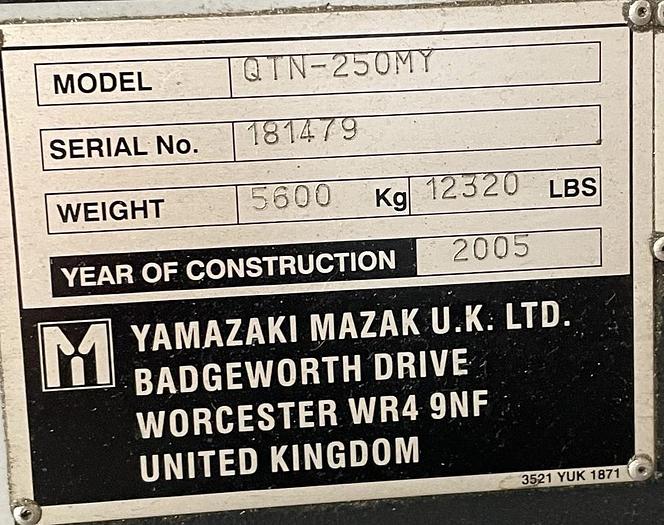 MODEL QTN-250MY
SERIAL No. 181479
WEIGHT 5600 Kg 12320 LBS
YEAR OF CONSTRUCTION 2005
YAMAZAKI MAZAK U.K. LTD.
BADGEWORTH DRIVE
WORCESTER WR4 9NF
UNITED KINGDOM
3521 YUK 1871